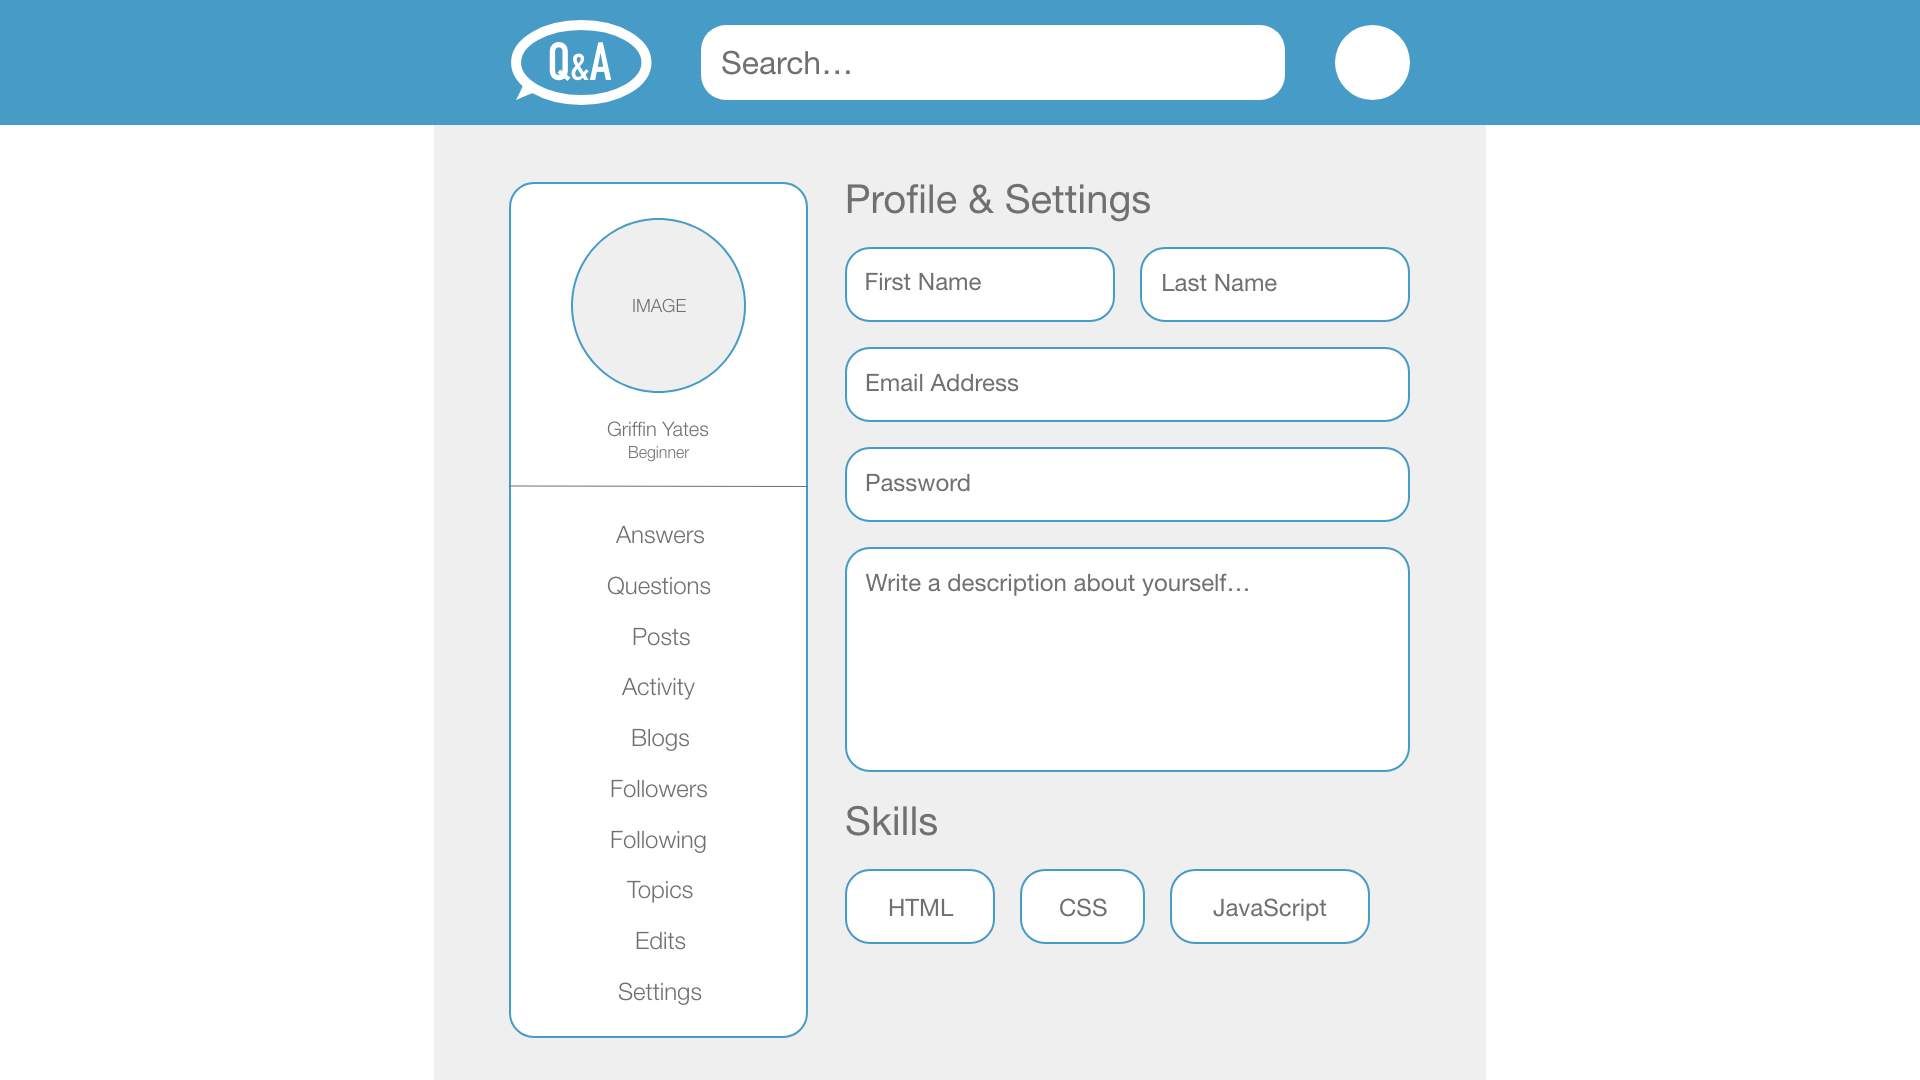 Q&A
Search…
IMAGE
Griffin Yates
Beginner
Answers
Questions
Posts
Activity
Blogs
Followers
Following
Topics
Edits
Settings
Profile & Settings
First Name
Last Name
Email Address
Password
Write a description about yourself…
Skills
HTML
CSS
JavaScript